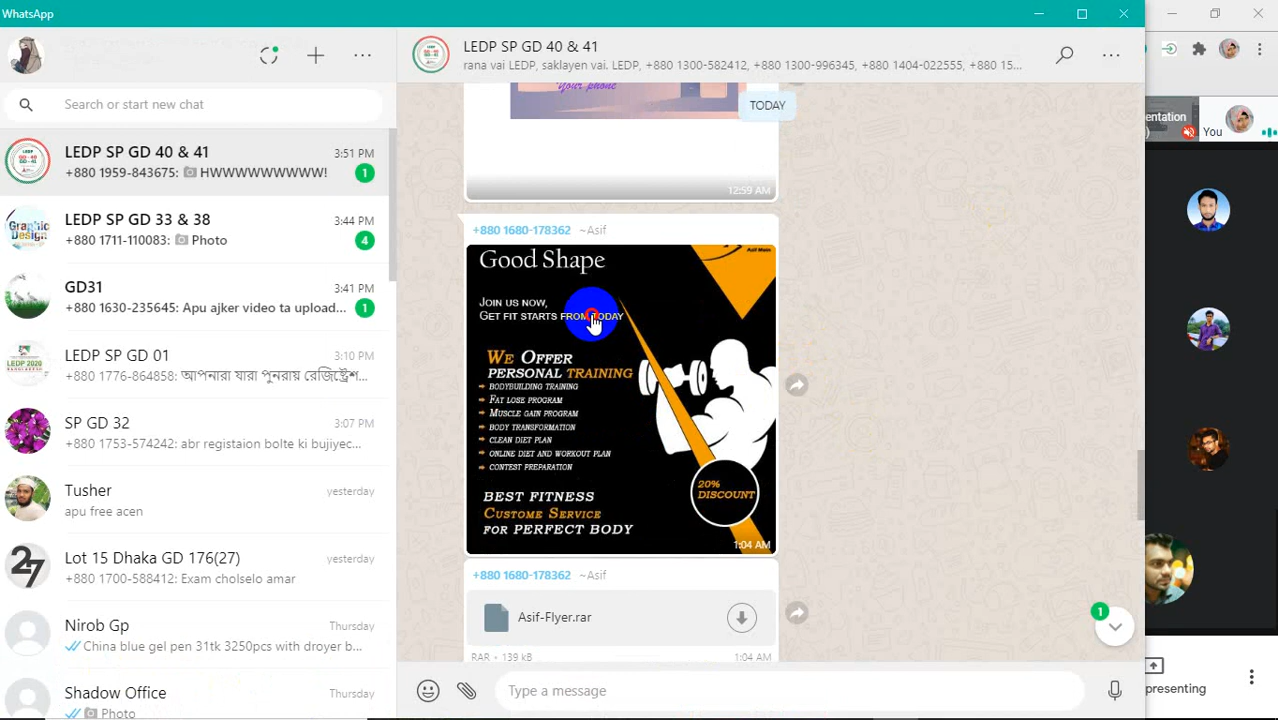 WhatsApp
Search or start new chat
LEDP SP GD 40 & 41
3:51 PM
+880 1959-843675: HWWWWWWWWW!
1
LEDP SP GD 33 & 38
3:44 PM
+880 1711-110083: Photo
4
GD31
3:41 PM
+880 1630-235645: Apu ajker video ta upload...
1
LEDP SP GD 01
3:10 PM
+880 1776-864858: আপনারা যারা পুনরায় রেজিস্ট্রেশ...
SP GD 32
3:07 PM
+880 1753-574242: abr registaion bolte ki bujiyec...
Tusher
yesterday
apu free acen
Lot 15 Dhaka GD 176(27)
yesterday
+880 1700-588412: Exam cholselo amar
27
Nirob Gp
Thursday
China blue gel pen 31tk 3250pcs with droyer b...
Shadow Office
Thursday
Photo
LEDP SP GD 40 & 41
rana vai LEDP, saklayen vai. LEDP, +880 1300-582412, +880 1300-996345, +880 1404-022555, +880 15...
Your phone
TODAY
12:59 AM
+880 1680-178362 ~Asif
Good Shape
Asif Matin
Join us now,
Get fit starts from today
We Offer
Personal Training
Bodybuilding training
Fat lose program
Muscle gain program
Body transformation
Clean diet plan
Online diet and workout plan
Contest preparation
20%
DISCOUNT
Best Fitness
Custome Service
for Perfect Body
1:04 AM
+880 1680-178362 ~Asif
Asif-Flyer.rar
RAR • 139 kB
1:04 AM
1
Type a message
entation
)
You
presenting